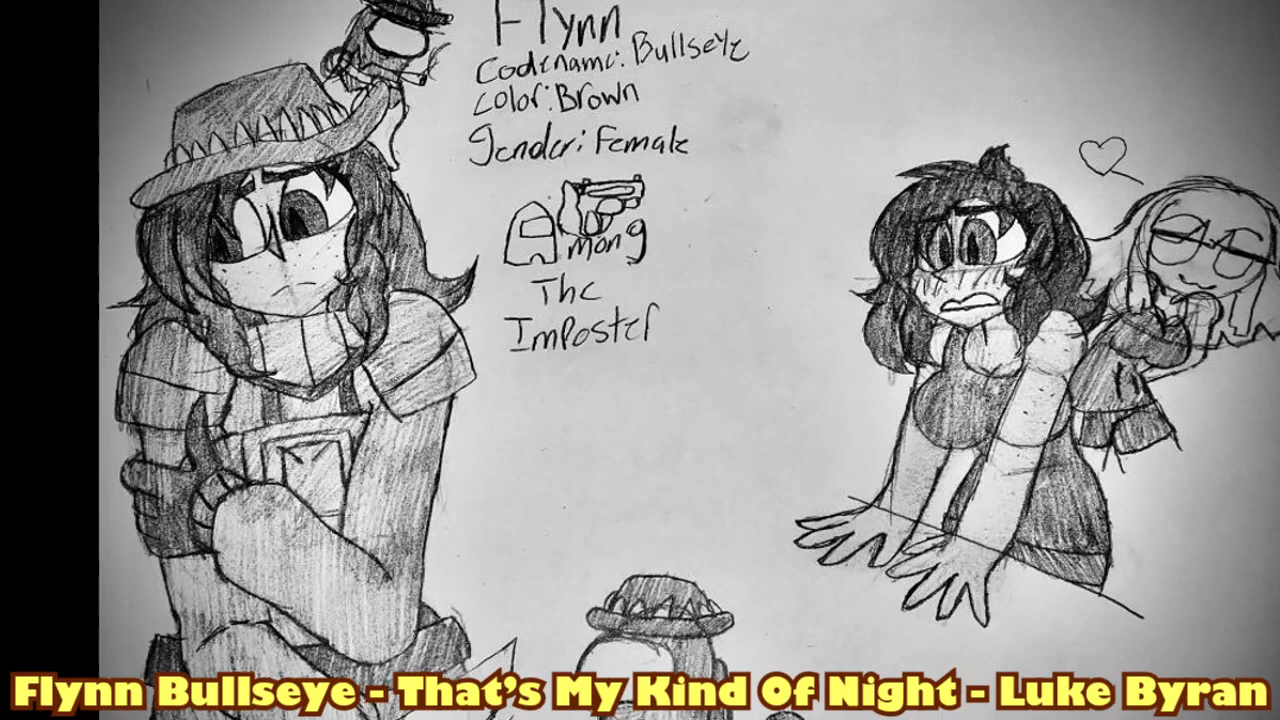 Flynn
Codename: Bullseye
color: Brown
gender: Female
Among
The
Imposter
Flynn Bullseye - That's My Kind Of Night - Luke Byran